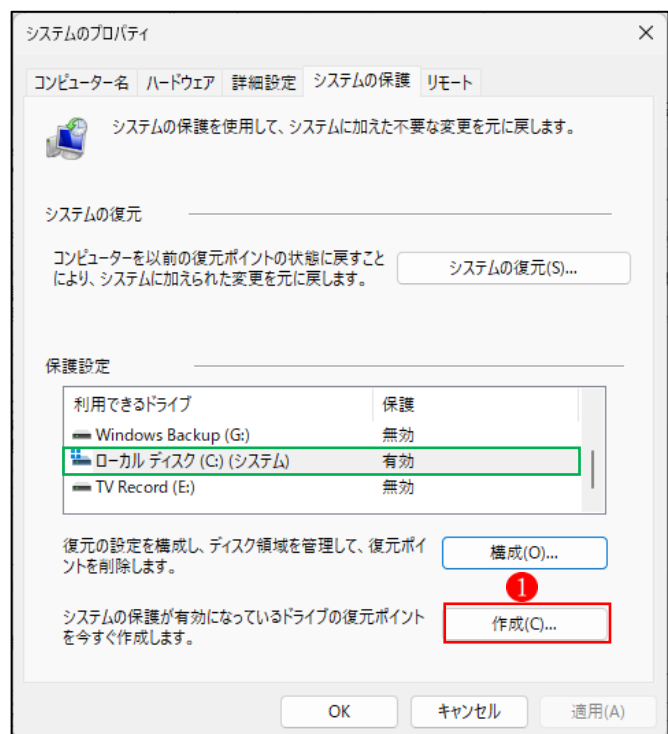 システムのプロパティ
コンピューター名 ハードウェア 詳細設定 システムの保護 リモート
システムの保護を使用して、システムに加えた不要な変更を元に戻します。
システムの復元
コンピューターを以前の復元ポイントの状態に戻すこと
により、システムに加えられた変更を元に戻します。
システムの復元(S)...
保護設定
利用できるドライブ 保護
Windows Backup (G:) 無効
ローカル ディスク (C:) (システム) 有効
TV Record (E:) 無効
復元の設定を構成し、ディスク領域を管理して、復元ポイ
ントを削除します。
構成(O)...
1
システムの保護が有効になっているドライブの復元ポイント
を今すぐ作成します。
作成(C)...
OK キャンセル 適用(A)